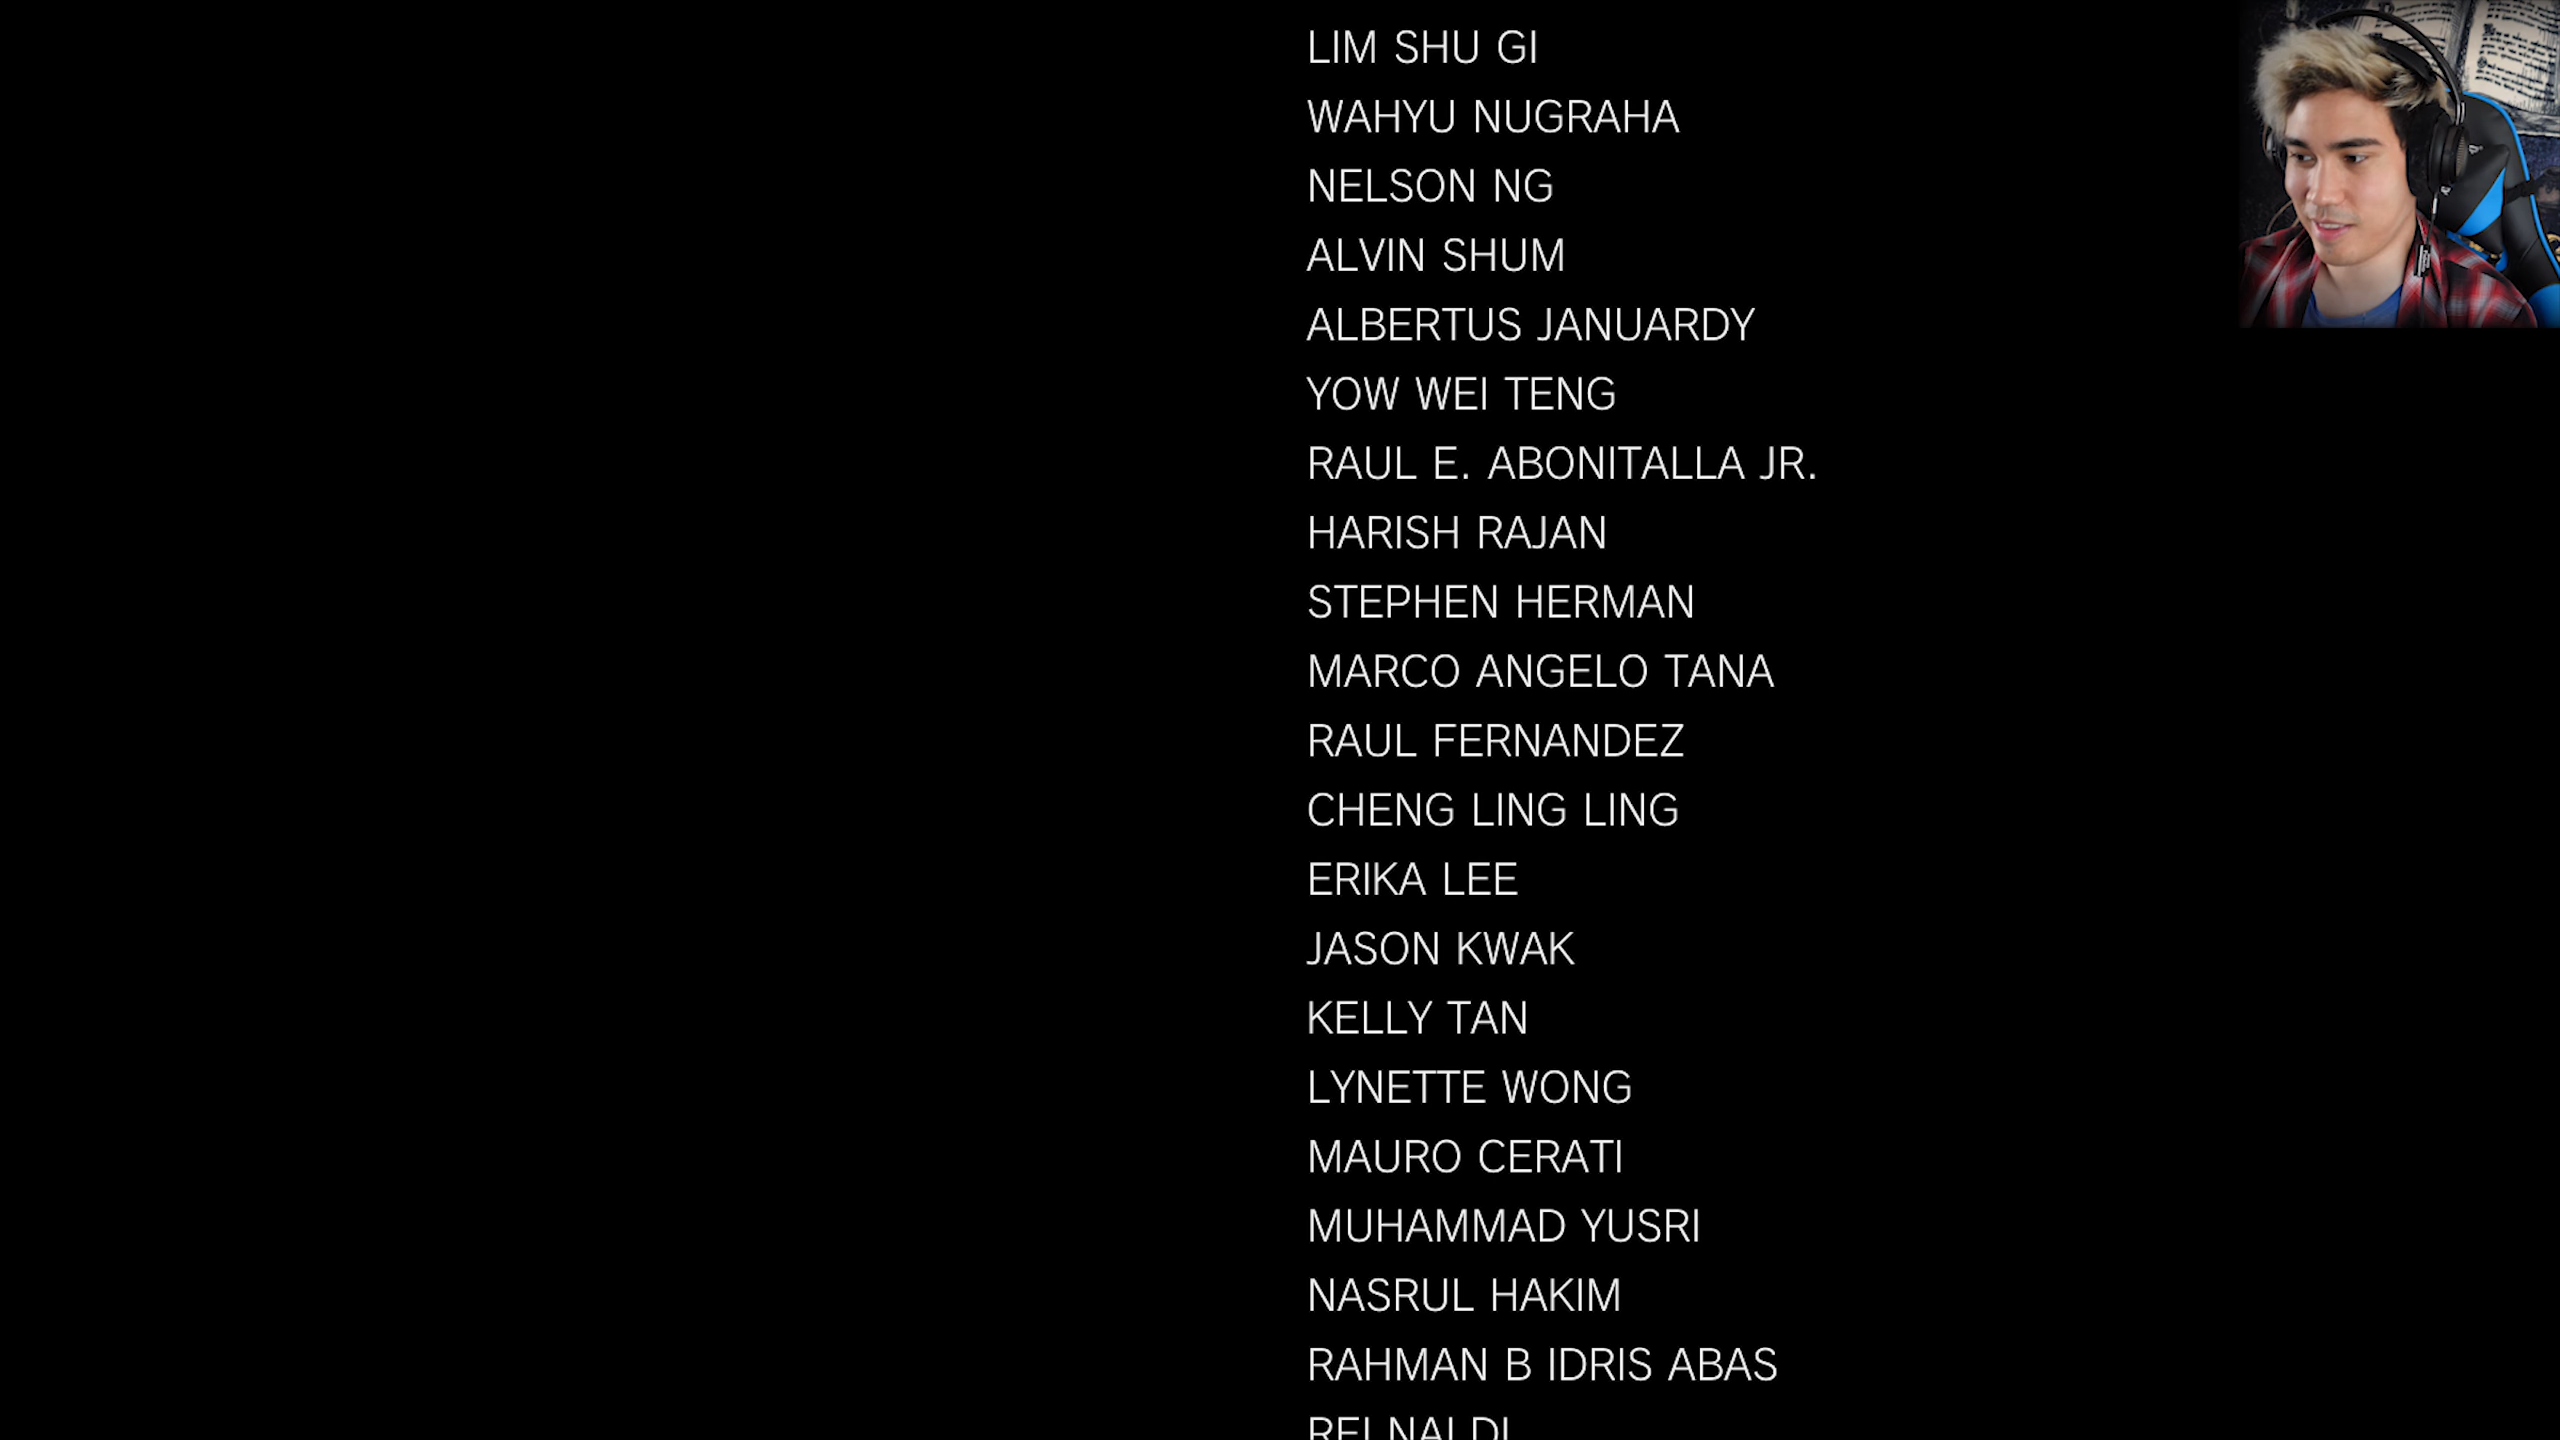 LIM SHU GI
WAHYU NUGRAHA
NELSON NG
ALVIN SHUM
ALBERTUS JANUARDY
YOW WEI TENG
RAUL E. ABONITALLA JR.
HARISH RAJAN
STEPHEN HERMAN
MARCO ANGELO TANA
RAUL FERNANDEZ
CHENG LING LING
ERIKA LEE
JASON KWAK
KELLY TAN
LYNETTE WONG
MAURO CERATI
MUHAMMAD YUSRI
NASRUL HAKIM
RAHMAN B IDRIS ABAS